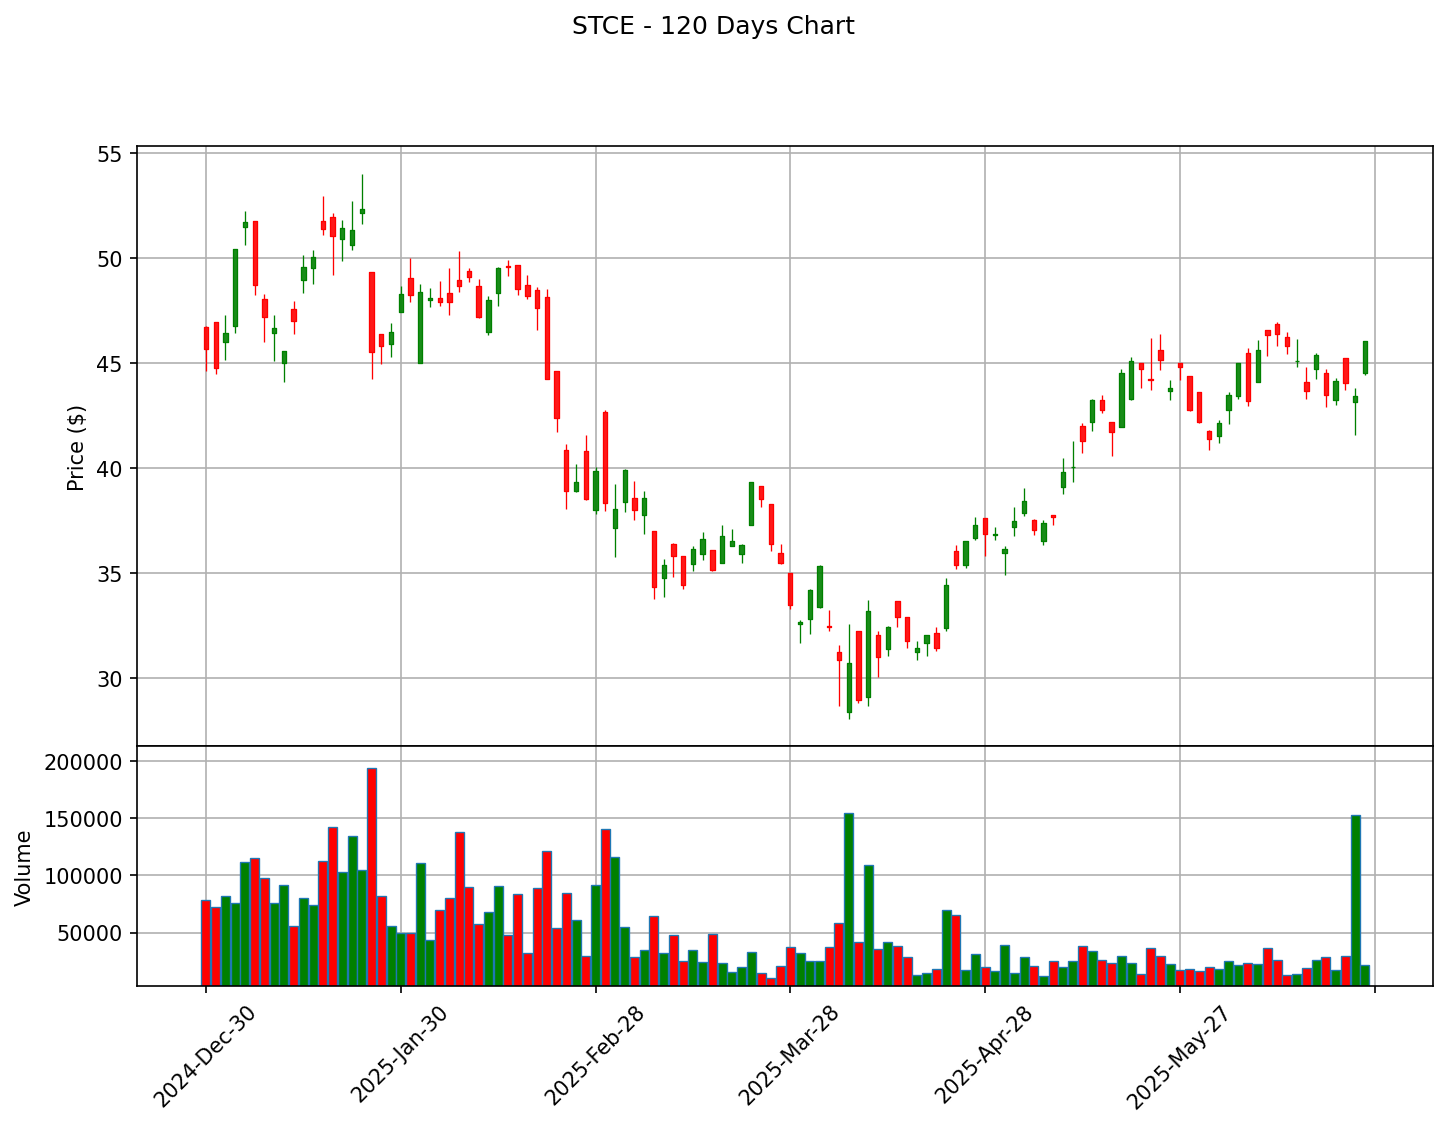 STCE - 120 Days Chart
55
50
45
40
35
30
Price ($)
200000
150000
100000
50000
Volume
2024-Dec-30
2025-Jan-30
2025-Feb-28
2025-Mar-28
2025-Apr-28
2025-May-27